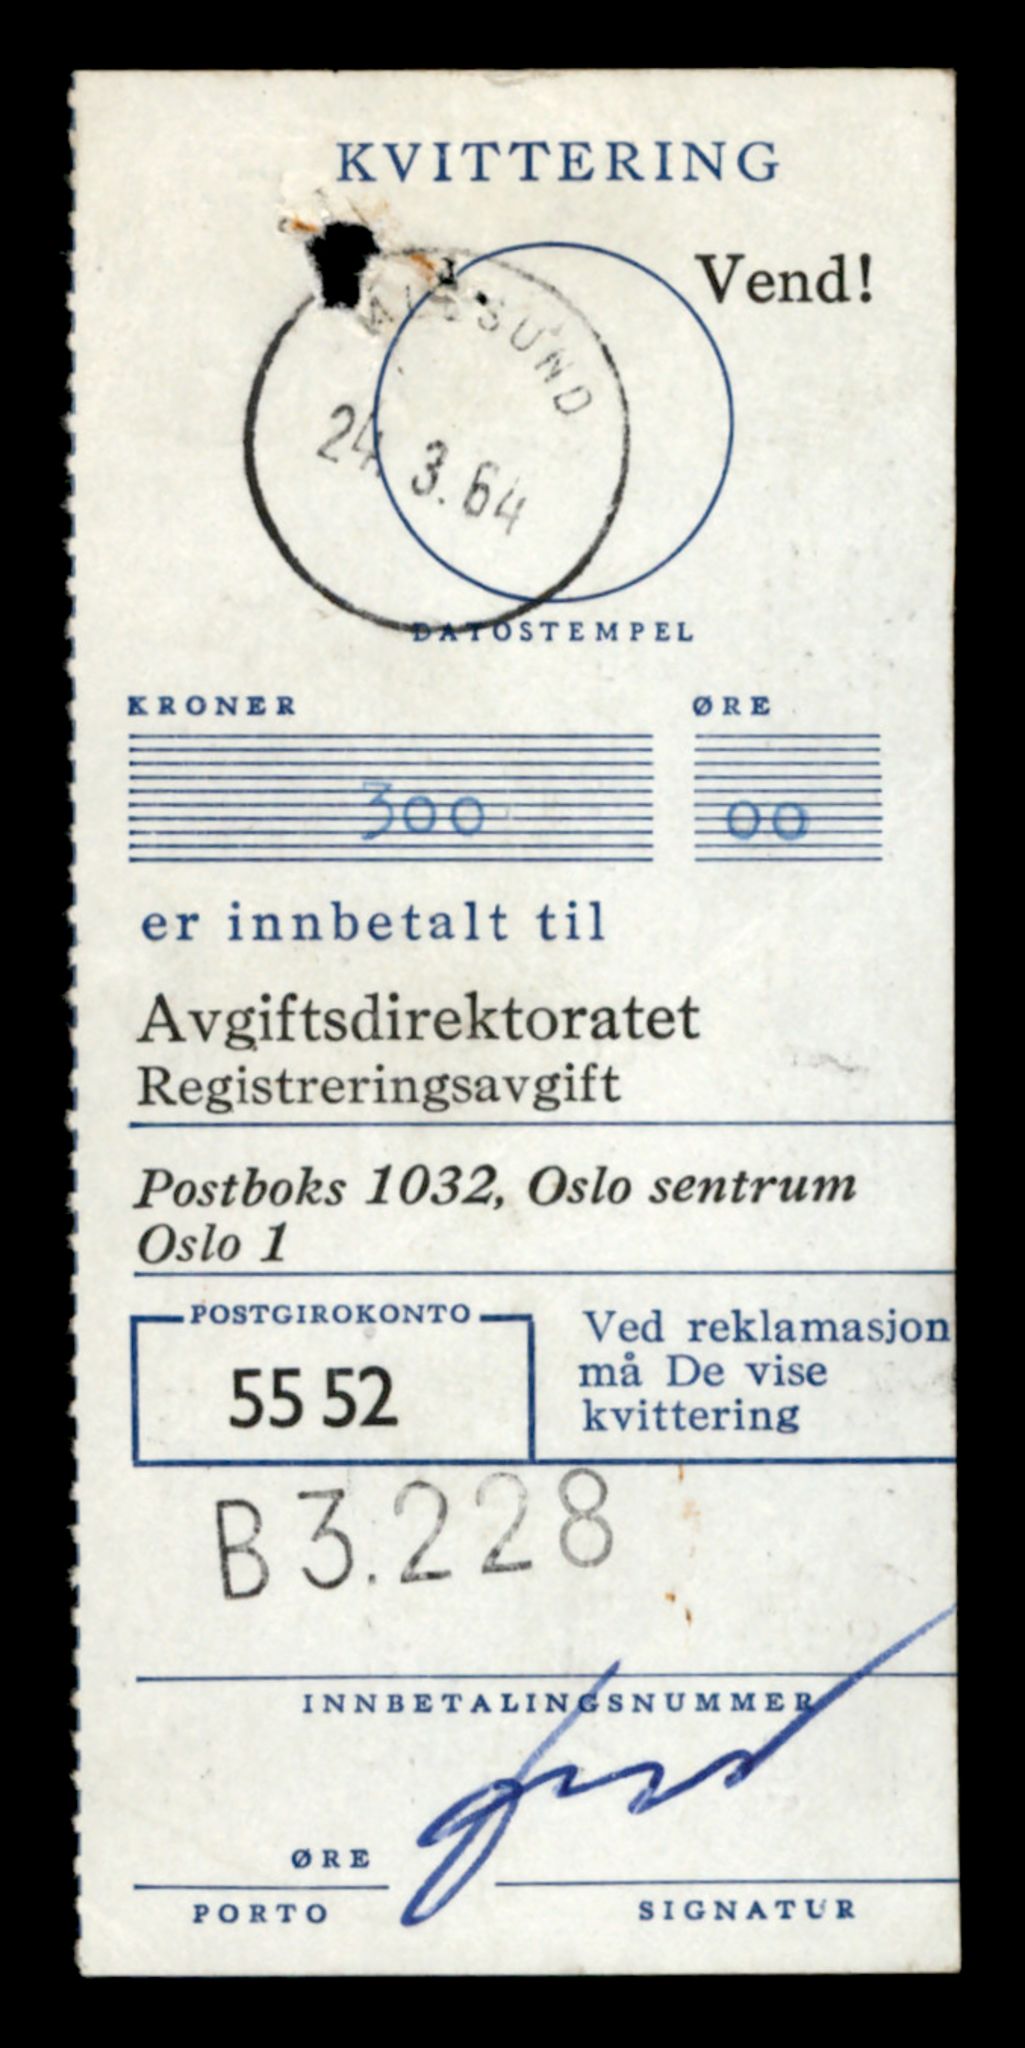 KVITTERING
Vend!
24.3.64
DATOSTEMPEL
KRONER ØRE
300 00
er innbetalt til
Avgiftsdirektoratet
Registreringsavgift
Postboks 1032, Oslo sentrum
Oslo 1
POSTGIROKONTO
55 52
Ved reklamasjon
må De vise
kvittering
B 3.228
INNBETALINGSNUMMER
ØRE
PORTO
SIGNATUR